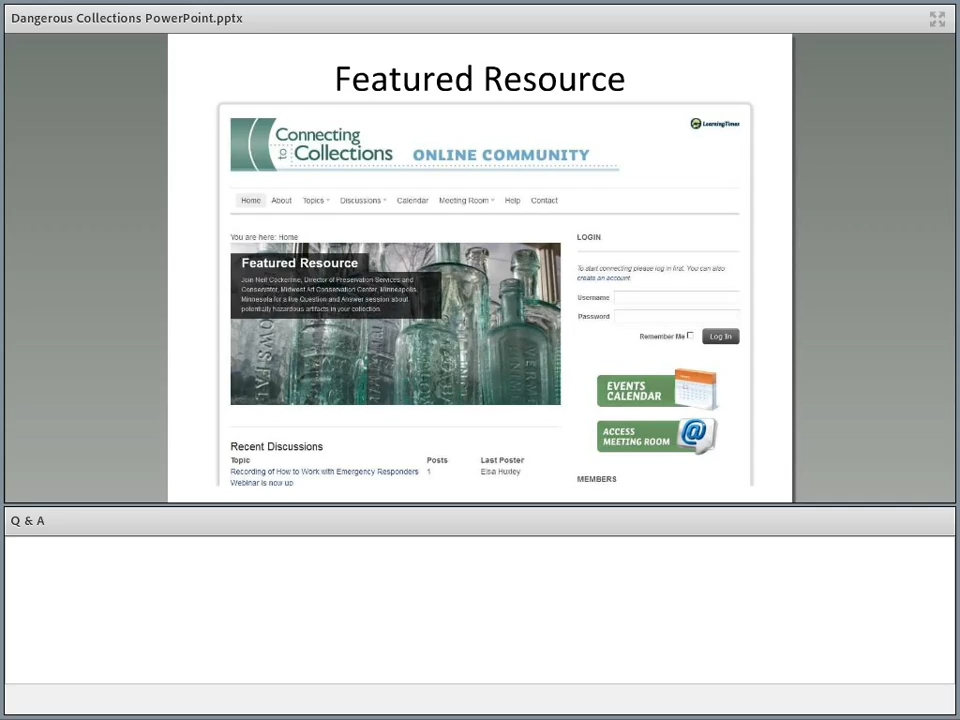 Dangerous Collections PowerPoint.pptx
Featured Resource
Connecting
to Collections ONLINE COMMUNITY
LearningTimes
Home About Topics Discussions Calendar Meeting Room Help Contact
You are here: Home
Featured Resource
Join Neil Cockerline, Director of Preservation Services and
Conservator, Midwest Art Conservation Center, Minneapolis,
Minnesota for a live Question and Answer session about
potentially hazardous artifacts in your collection.
LOGIN
To start connecting please log in first. You can also
create an account.
Username
Password
Remember Me Log In
EVENTS
CALENDAR
ACCESS
MEETING ROOM
Recent Discussions
Topic Posts Last Poster
Recording of How to Work with Emergency Responders 1 Elsa Huxley
Webinar is now up
MEMBERS
Q & A